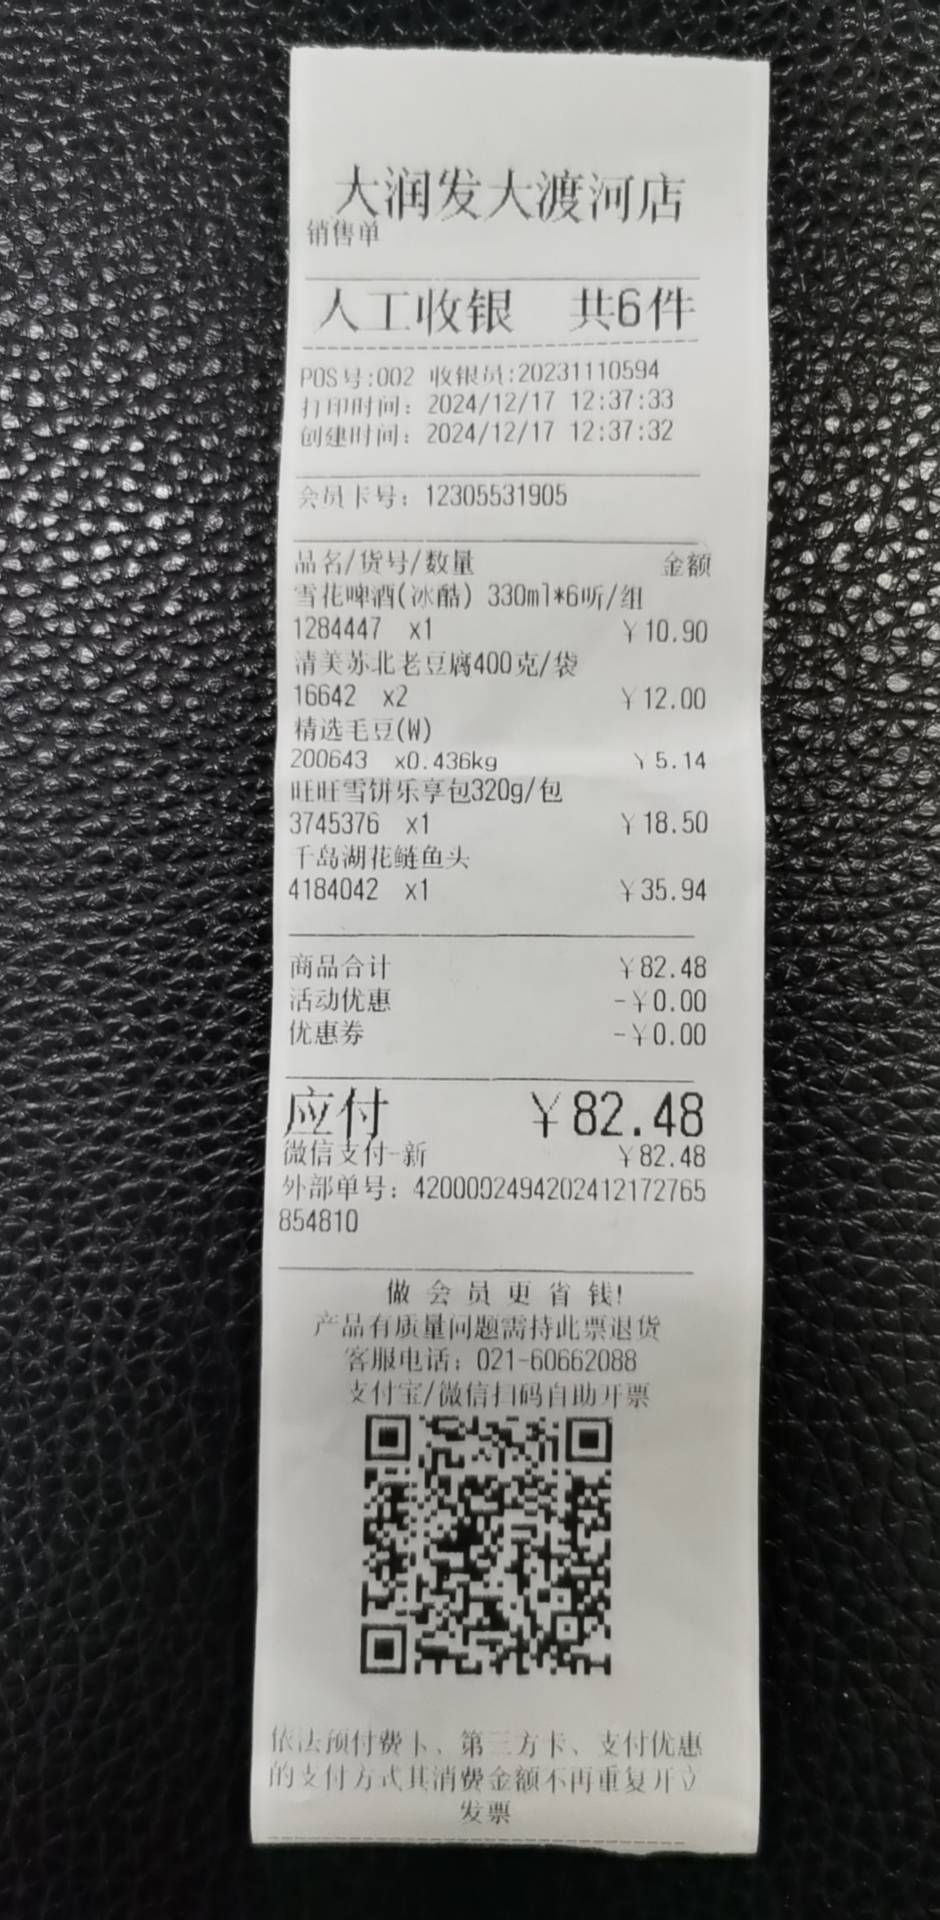 大润发大渡河店
销售单
人工收银 共6件
POS号:002 收银员:20231110594
打印时间: 2024/12/17 12:37:33
创建时间: 2024/12/17 12:37:32
会员卡号: 12305531905
品名/货号/数量 金额
雪花啤酒(冰酷) 330ml*6听/组
1284447 x1 ¥10.90
清美苏北老豆腐400克/袋
16642 x2 ¥12.00
精选毛豆(W)
200643 x0.436kg ¥5.14
旺旺雪饼乐享包320g/包
3745376 x1 ¥18.50
千岛湖花鲢鱼头
4184042 x1 ¥35.94
商品合计 ¥82.48
活动优惠 -¥0.00
优惠券 -¥0.00
应付 ¥82.48
微信支付-新 ¥82.48
外部单号: 42000024942024121727​65
854810
做会员更省钱!
产品有质量问题需持此票退货
客服电话: 021-60662088
支付宝/微信扫码自助开票
依法预付费卡、第三方卡、支付优惠
的支付方式其消费金额不再重复开立
发票